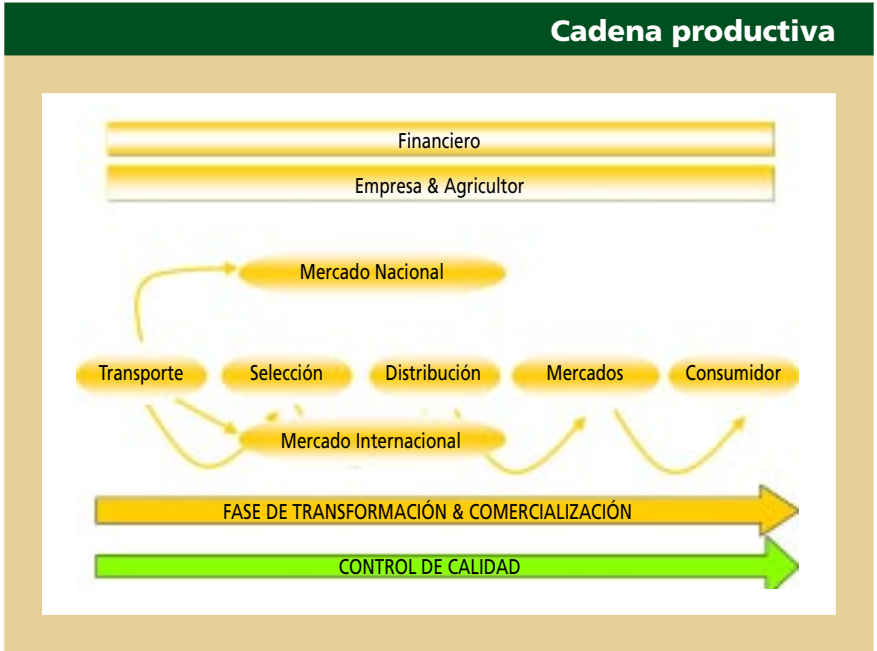 Cadena productiva
Financiero
Empresa & Agricultor
Mercado Nacional
Transporte
Selección
Distribución
Mercados
Consumidor
Mercado Internacional
FASE DE TRANSFORMACIÓN & COMERCIALIZACIÓN
CONTROL DE CALIDAD